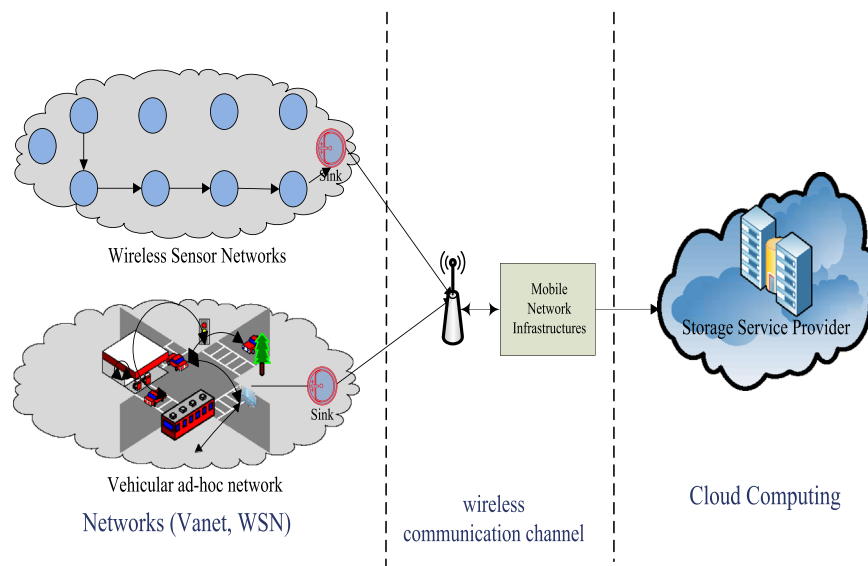 Sink
Wireless Sensor Networks
Mobile
Network
Infrastructures
Storage Service Provider
Sink
Vehicular ad-hoc network
Networks (Vanet, WSN)
wireless
communication channel
Cloud Computing